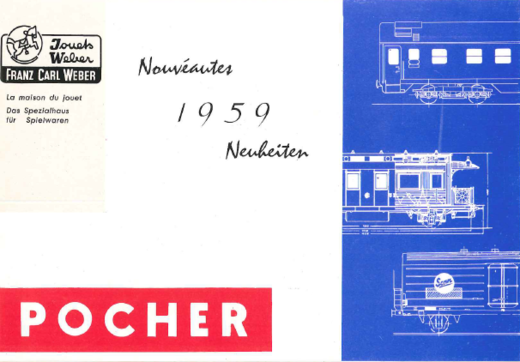 Jouets
Weber
FRANZ CARL WEBER
La maison du jouet
Das Spezialhaus
für Spielwaren
Nouvéautes
1959
Neuheiten
POCHER